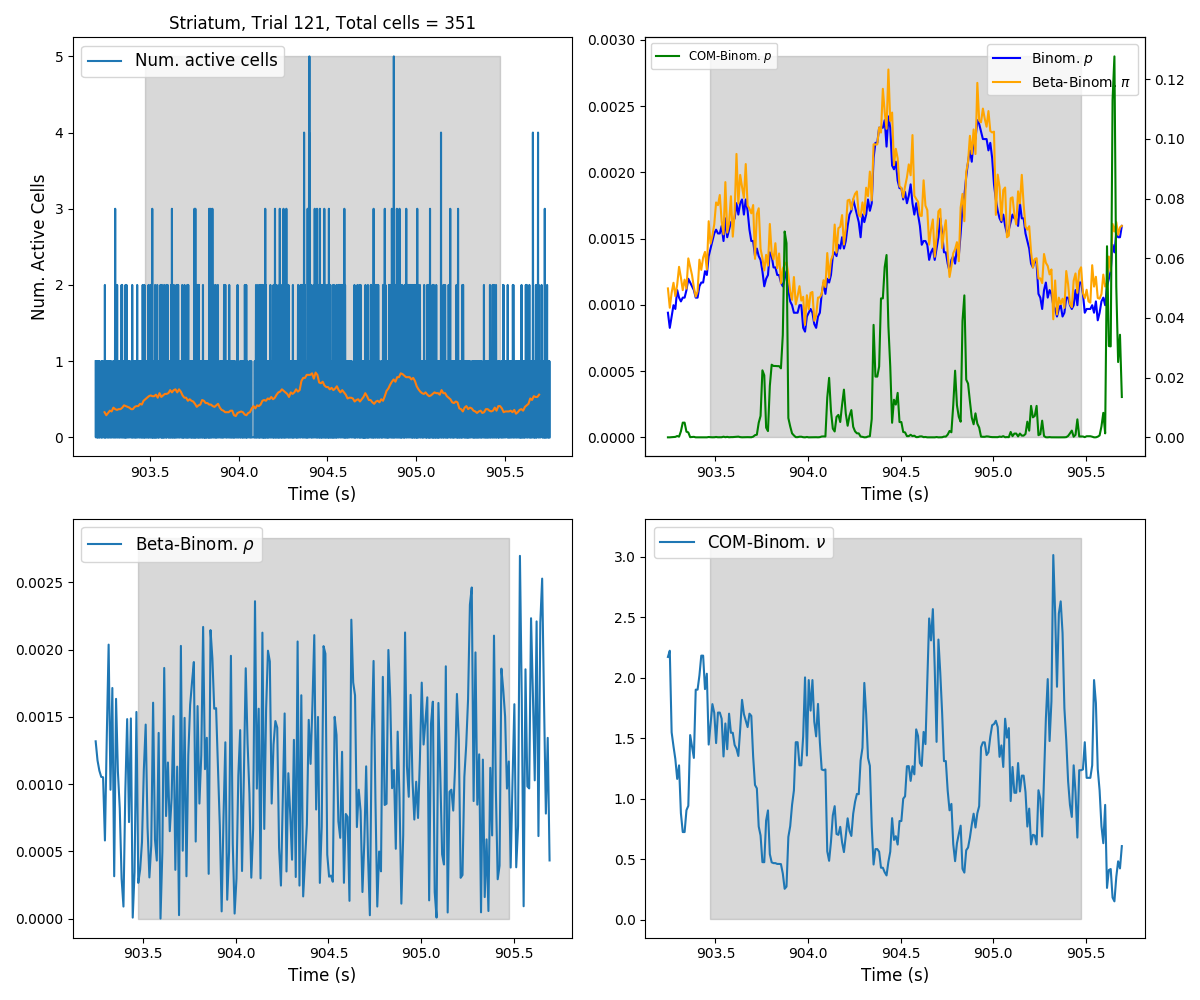 Striatum, Trial 121, Total cells = 351
Num. active cells
Num. Active Cells
5
4
3
2
1
0
903.5 904.0 904.5 905.0 905.5
Time (s)
COM-Binom. p
Binom. p
Beta-Binom. π
0.0030
0.0025
0.0020
0.0015
0.0010
0.0005
0.0000
0.12
0.10
0.08
0.06
0.04
0.02
0.00
903.5 904.0 904.5 905.0 905.5
Time (s)
Beta-Binom. ρ
0.0025
0.0020
0.0015
0.0010
0.0005
0.0000
903.5 904.0 904.5 905.0 905.5
Time (s)
COM-Binom. ν
3.0
2.5
2.0
1.5
1.0
0.5
0.0
903.5 904.0 904.5 905.0 905.5
Time (s)